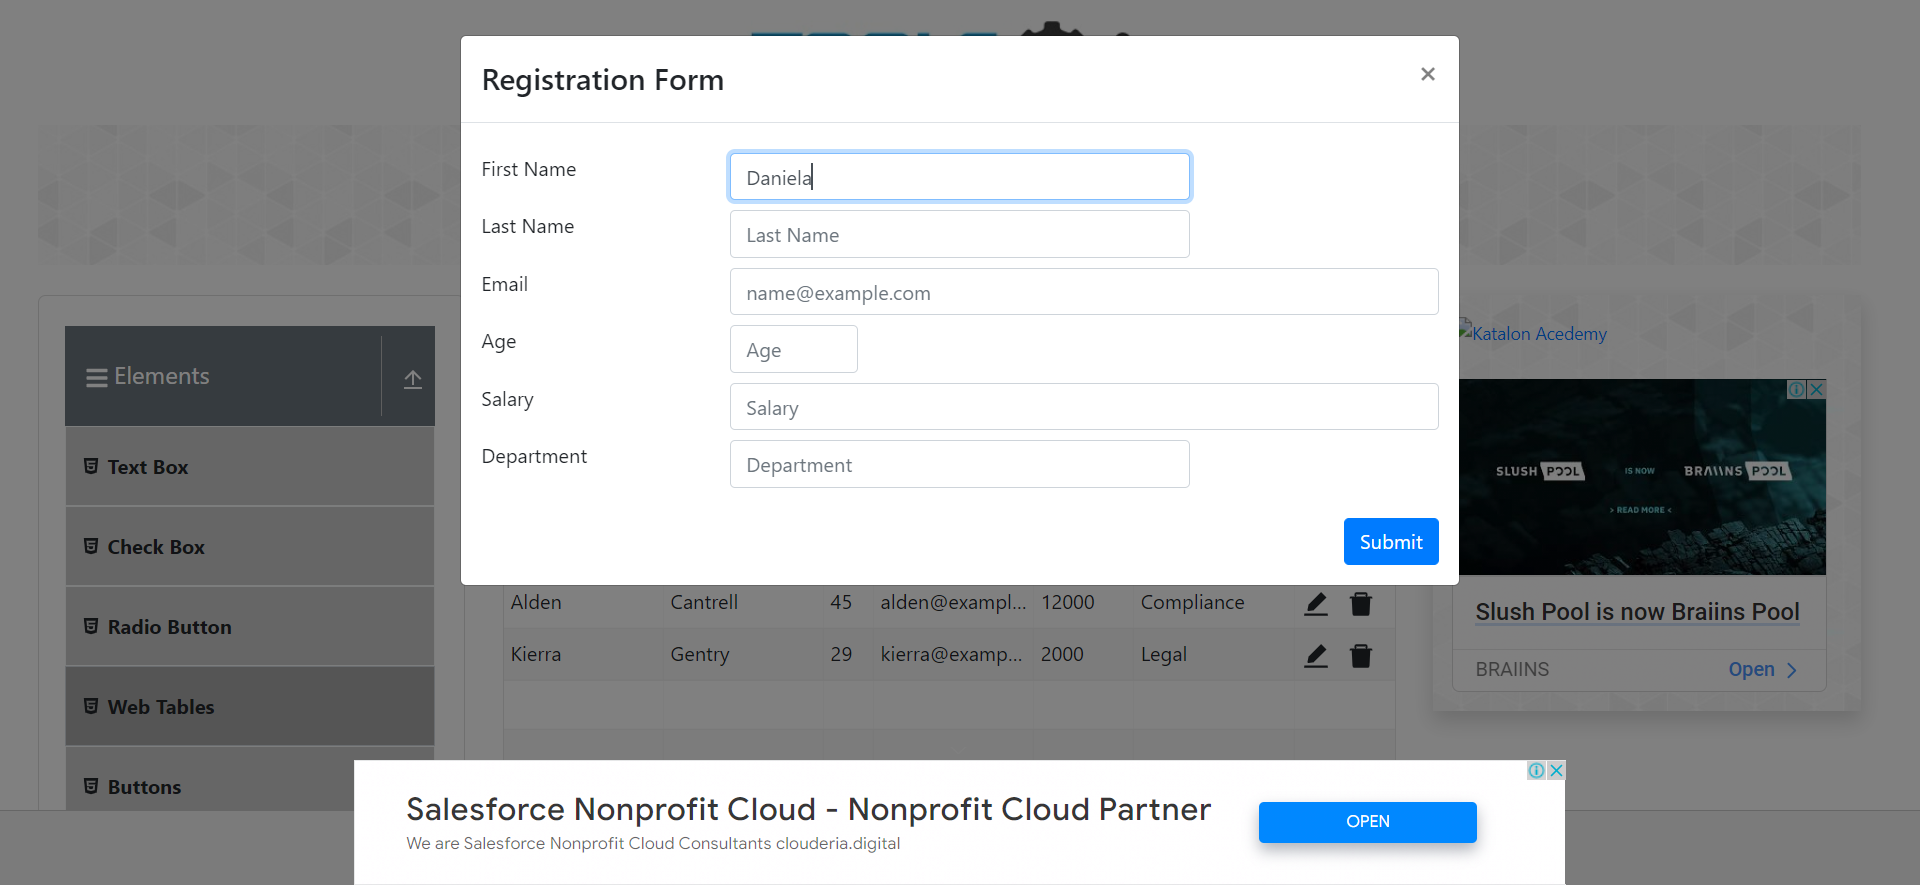 Registration Form
×
First Name
Daniela
Last Name
Last Name
Email
name@example.com
Age
Age
Salary
Salary
Department
Department
Submit
Elements
Text Box
Check Box
Radio Button
Web Tables
Buttons
Alden Cantrell 45 alden@exampl... 12000 Compliance
Kierra Gentry 29 kierra@examp... 2000 Legal
Katalon Acedemy
SLUSH POOL IS NOW BRAIINS POOL
> READ MORE <
Slush Pool is now Braiins Pool
BRAIINS Open
Salesforce Nonprofit Cloud - Nonprofit Cloud Partner
We are Salesforce Nonprofit Cloud Consultants clouderia.digital
OPEN